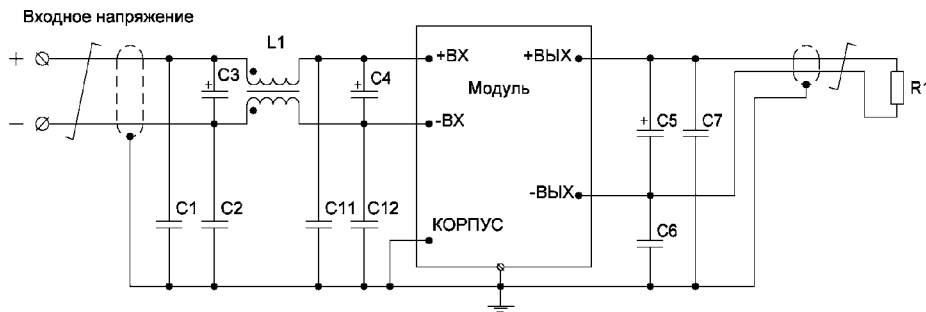 Входное напряжение
L1
+
+ВХ
+ВЫХ
+
C3
+
C4
Модуль
R1
–
-ВХ
+
C5
C7
-ВЫХ
C1
C2
C11
C12
КОРПУС
C6